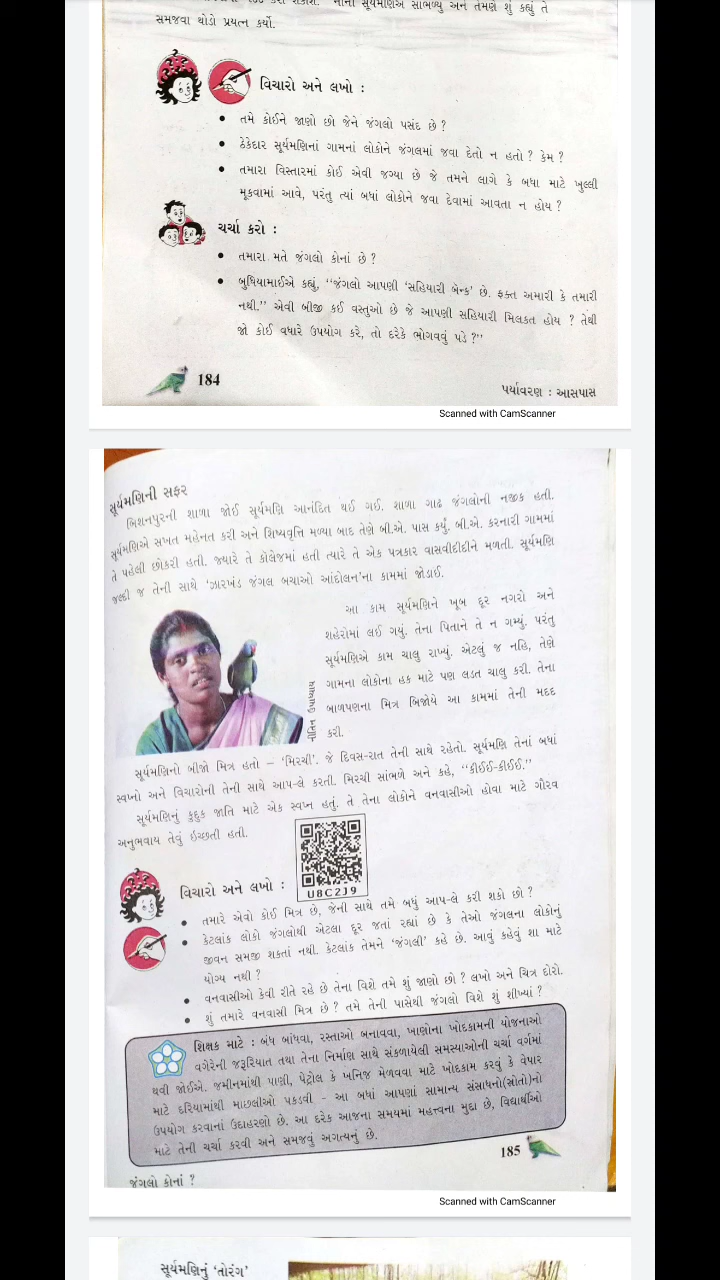 સૂર્યમણિએ સાંભળ્યું અને તેમણે શું કહ્યું તે
સમજવા થોડો પ્રયત્ન કર્યો.
વિચારો અને લખો :
• તમે કોઈને જાણો છો જેને જંગલો પસંદ છે ?
• ઠેકેદાર સૂર્યમણિનાં ગામનાં લોકોને જંગલમાં જવા દેતો ન હતો ? કેમ ?
• તમારા વિસ્તારમાં કોઈ એવી જગ્યા છે જે તમને લાગે કે બધા માટે ખુલ્લી
મૂકવામાં આવે, પરંતુ ત્યાં બધાં લોકોને જવા દેવામાં આવતા ન હોય ?
ચર્ચા કરો :
• તમારા મતે જંગલો કોનાં છે ?
• બુધિયામાઈએ કહ્યું, “જંગલો આપણી ‘સહિયારી બેન્ક’ છે. ફક્ત અમારી કે તમારી
નથી.” એવી બીજી કઈ વસ્તુઓ છે જે આપણી સહિયારી મિલકત હોય ? તેથી
જો કોઈ વધારે ઉપયોગ કરે, તો દરેકે ભોગવવું પડે ?”
184
પર્યાવરણ : આસપાસ
Scanned with CamScanner
સૂર્યમણિની સફર
બિશનપુરની શાળા જોઈ સૂર્યમણિ આનંદિત થઈ ગઈ. શાળા ગાઢ જંગલોની નજીક હતી.
સૂર્યમણિએ સખત મહેનત કરી અને શિષ્યવૃત્તિ મળ્યા બાદ તેણે બી.એ. પાસ કર્યું. બી.એ. કરનારી ગામમાં
તે પહેલી છોકરી હતી. જ્યારે તે કૉલેજમાં હતી ત્યારે તે એક પત્રકાર વાસવીદીદીને મળતી. સૂર્યમણિ
જલ્દી જ તેની સાથે ‘ઝારખંડ જંગલ બચાઓ આંદોલન’ના કામમાં જોડાઈ.
આ કામ સૂર્યમણિને ખૂબ દૂર નગરો અને
શહેરોમાં લઈ ગયું. તેના પિતાને તે ન ગમ્યું. પરંતુ
સૂર્યમણિએ કામ ચાલુ રાખ્યું. એટલું જ નહિ, તેણે
ગામના લોકોના હક માટે પણ લડત ચાલુ કરી. તેના
બાળપણના મિત્ર બિજોયે આ કામમાં તેની મદદ
કરી.
નીતિન ઉપાધ્યાય
સૂર્યમણિનો બીજો મિત્ર હતો – ‘મિરચી’. જે દિવસ-રાત તેની સાથે રહેતો. સૂર્યમણિ તેનાં બધાં
સ્વપ્નો અને વિચારોની તેની સાથે આપ-લે કરતી. મિરચી સાંભળે અને કહે, “કીઈઈ-કીઈઈ.”
સૂર્યમણિનું કુદુક જાતિ માટે એક સ્વપ્ન હતું. તે તેના લોકોને વનવાસીઓ હોવા માટે ગૌરવ
અનુભવાય તેવું ઇચ્છતી હતી.
U8C2J9
વિચારો અને લખો :
• તમારે એવો કોઈ મિત્ર છે, જેની સાથે તમે બધું આપ-લે કરી શકો છો ?
• કેટલાંક લોકો જંગલોથી એટલા દૂર જતાં રહ્યાં છે કે તેઓ જંગલના લોકોનું
જીવન સમજી શકતાં નથી. કેટલાંક તેમને ‘જંગલી’ કહે છે. આવું કહેવું શા માટે
યોગ્ય નથી ?
• વનવાસીઓ કેવી રીતે રહે છે તેના વિશે તમે શું જાણો છો ? લખો અને ચિત્ર દોરો.
• શું તમારે વનવાસી મિત્ર છે ? તમે તેની પાસેથી જંગલો વિશે શું શીખ્યાં ?
શિક્ષક માટે : બંધ બાંધવા, રસ્તાઓ બનાવવા, ખાણોના ખોદકામની યોજનાઓ
વગેરેની જરૂરિયાત તથા તેના નિર્માણ સાથે સંકળાયેલી સમસ્યાઓની ચર્ચા વર્ગમાં
થવી જોઈએ. જમીનમાંથી પાણી, પેટ્રોલ કે ખનિજ મેળવવા માટે ખોદકામ કરવું કે વેપાર
માટે દરિયામાંથી માછલીઓ પકડવી – આ બધાં આપણાં સામાન્ય સંસાધનો(સ્રોતો)નો
ઉપયોગ કરવાનાં ઉદાહરણો છે. આ દરેક આજના સમયમાં મહત્ત્વના મુદ્દા છે, વિદ્યાર્થીઓ
માટે તેની ચર્ચા કરવી અને સમજવું અગત્યનું છે.
185
જંગલો કોનાં ?
Scanned with CamScanner
સૂર્યમણિનું ‘તોરંગ’